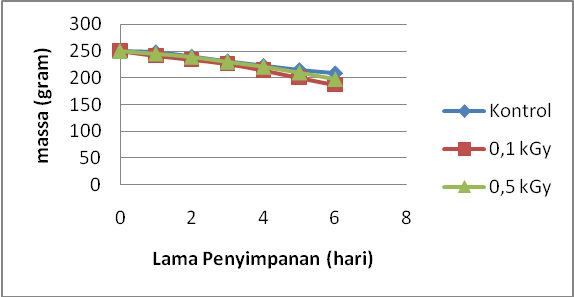 massa (gram)
300
250
200
150
100
50
0
0 2 4 6 8
Lama Penyimpanan (hari)
Kontrol
0,1 kGy
0,5 kGy